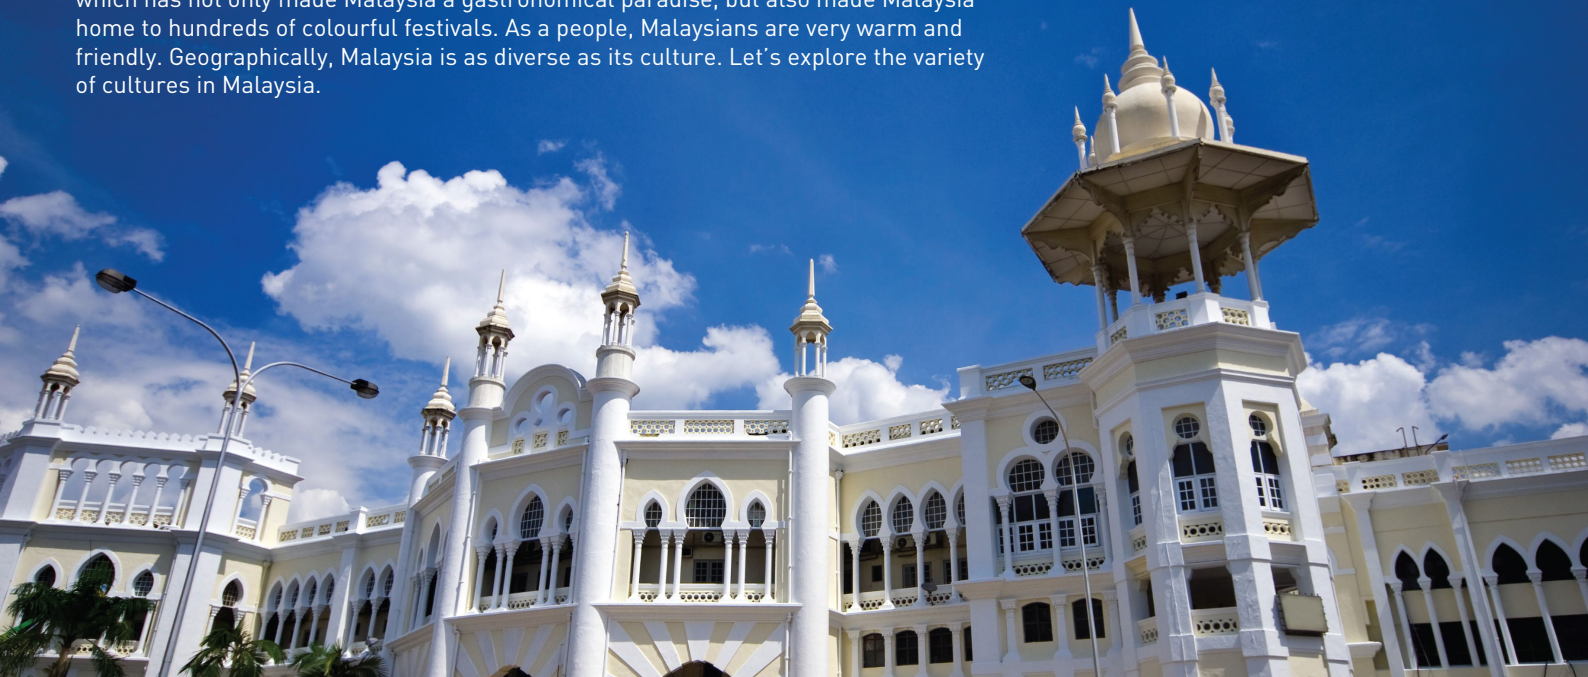 which has not only made Malaysia a gastronomical paradise, but also made Malaysia
home to hundreds of colourful festivals. As a people, Malaysians are very warm and
friendly. Geographically, Malaysia is as diverse as its culture. Let’s explore the variety
of cultures in Malaysia.